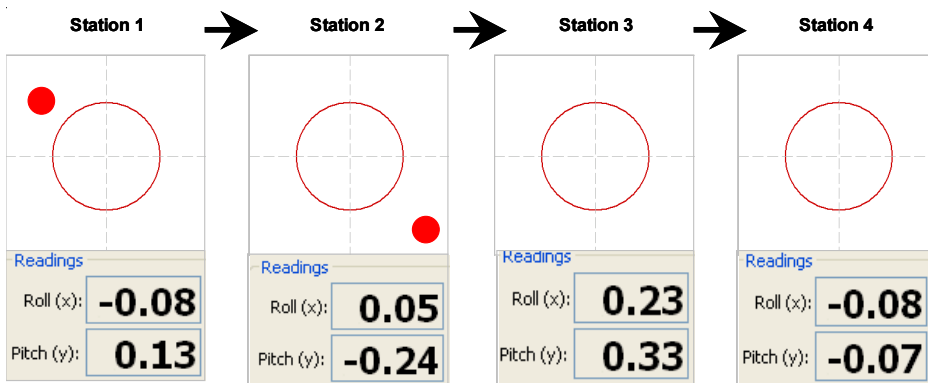 Station 1
Station 2
Station 3
Station 4
Readings
Roll (x): -0.08
Pitch (y): 0.13
Readings
Roll (x): 0.05
Pitch (y): -0.24
Readings
Roll (x): 0.23
Pitch (y): 0.33
Roll (x): -0.08
Pitch (y): -0.07
Readings